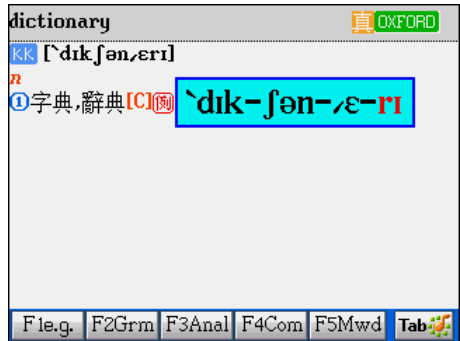 dictionary 真 OXFORD
KK [ˋdɪkʃən͵ɛrɪ]
n
①字典,辭典[C]例
ˋdɪk-ʃən-͵ɛ-rɪ
F1e.g. F2Grm F3Anal F4Com F5Mwd Tab